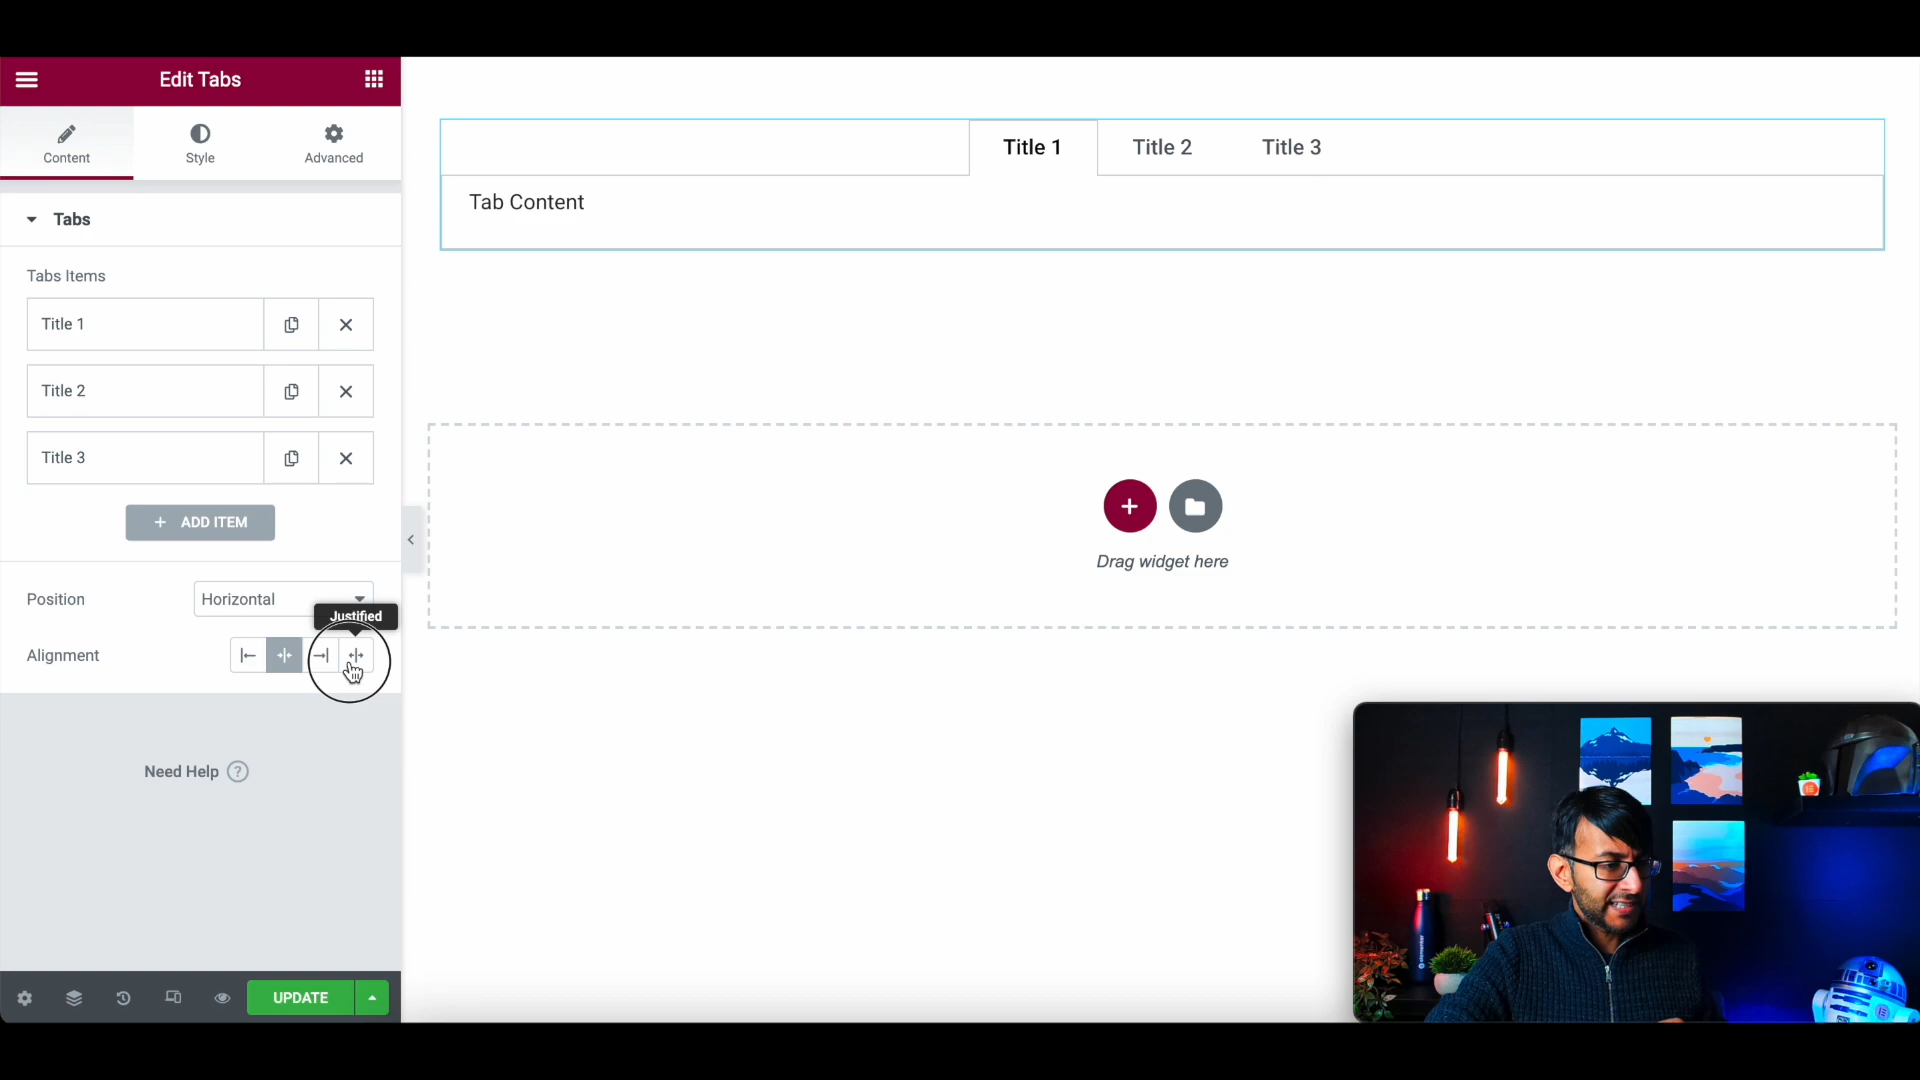 Edit Tabs
Content
Style
Advanced
Tabs
Tabs Items
Title 1
Title 2
Title 3
+ ADD ITEM
Position
Horizontal
Justified
Alignment
Need Help ?
UPDATE
Title 1
Title 2
Title 3
Tab Content
Drag widget here
elementor